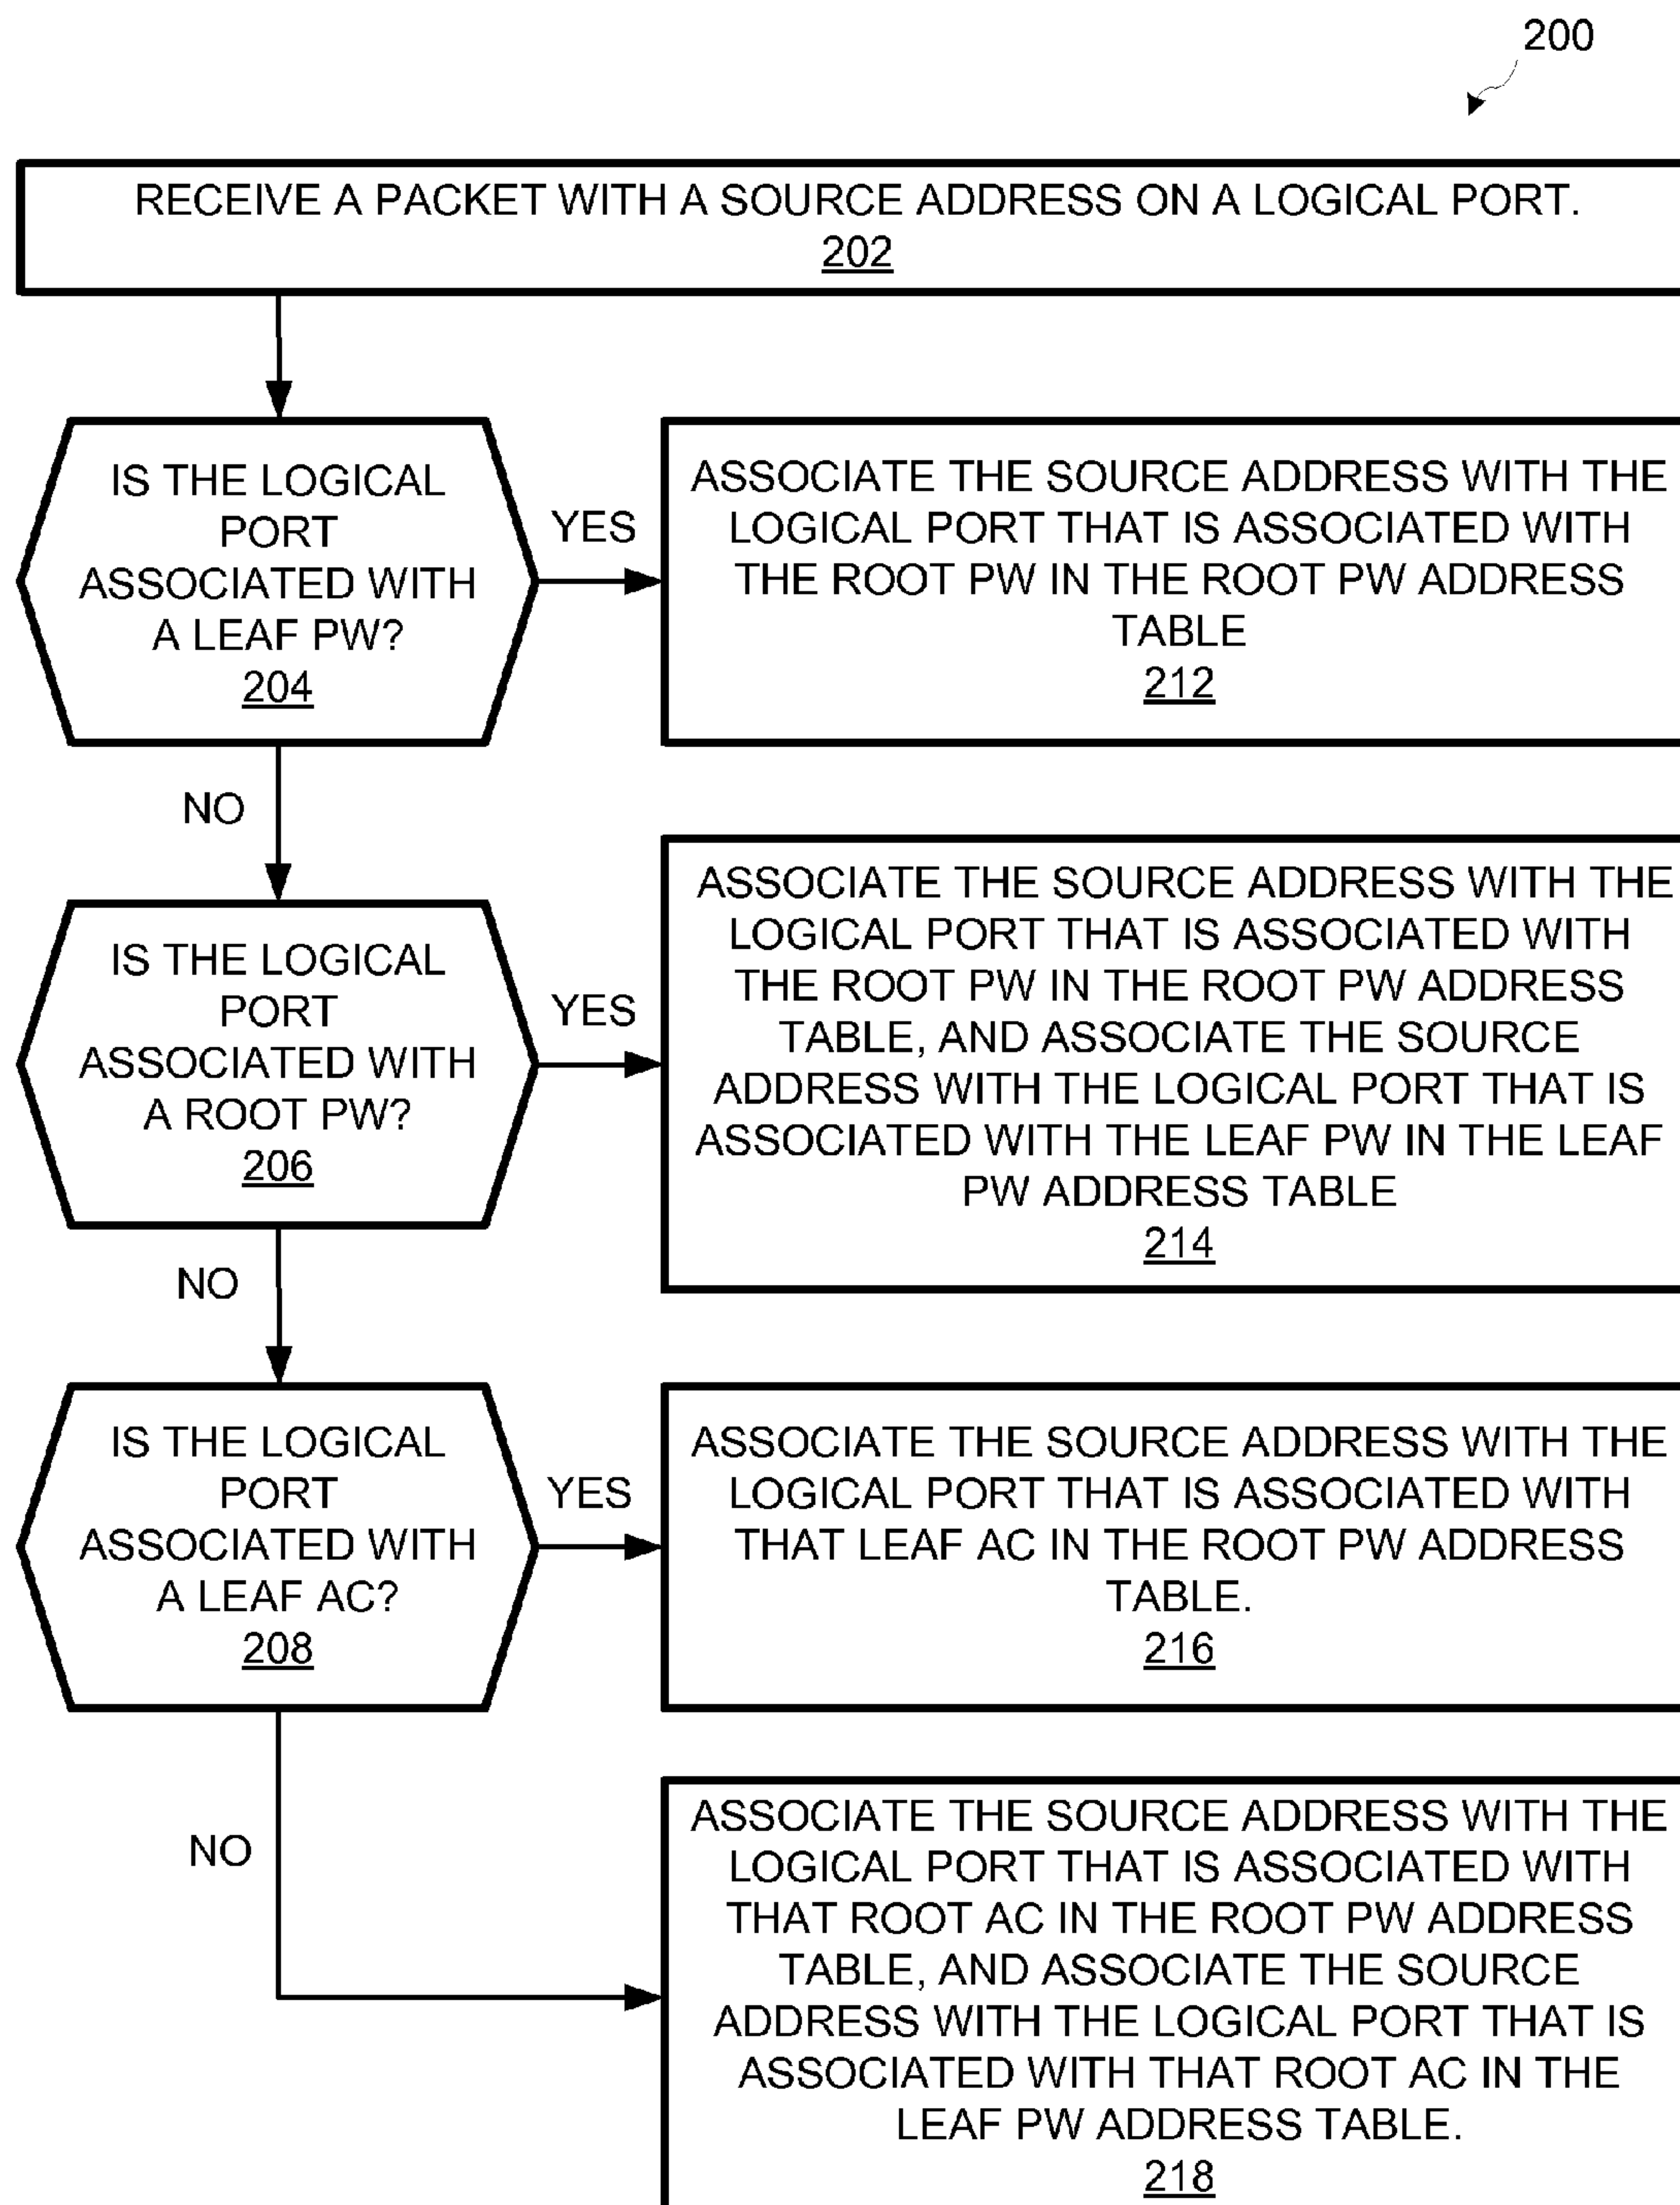 200
RECEIVE A PACKET WITH A SOURCE ADDRESS ON A LOGICAL PORT.
202
IS THE LOGICAL
PORT
ASSOCIATED WITH
A LEAF PW?
204
YES
ASSOCIATE THE SOURCE ADDRESS WITH THE
LOGICAL PORT THAT IS ASSOCIATED WITH
THE ROOT PW IN THE ROOT PW ADDRESS
TABLE
212
NO
IS THE LOGICAL
PORT
ASSOCIATED WITH
A ROOT PW?
206
YES
ASSOCIATE THE SOURCE ADDRESS WITH THE
LOGICAL PORT THAT IS ASSOCIATED WITH
THE ROOT PW IN THE ROOT PW ADDRESS
TABLE, AND ASSOCIATE THE SOURCE
ADDRESS WITH THE LOGICAL PORT THAT IS
ASSOCIATED WITH THE LEAF PW IN THE LEAF
PW ADDRESS TABLE
214
NO
IS THE LOGICAL
PORT
ASSOCIATED WITH
A LEAF AC?
208
YES
ASSOCIATE THE SOURCE ADDRESS WITH THE
LOGICAL PORT THAT IS ASSOCIATED WITH
THAT LEAF AC IN THE ROOT PW ADDRESS
TABLE.
216
NO
ASSOCIATE THE SOURCE ADDRESS WITH THE
LOGICAL PORT THAT IS ASSOCIATED WITH
THAT ROOT AC IN THE ROOT PW ADDRESS
TABLE, AND ASSOCIATE THE SOURCE
ADDRESS WITH THE LOGICAL PORT THAT IS
ASSOCIATED WITH THAT ROOT AC IN THE
LEAF PW ADDRESS TABLE.
218